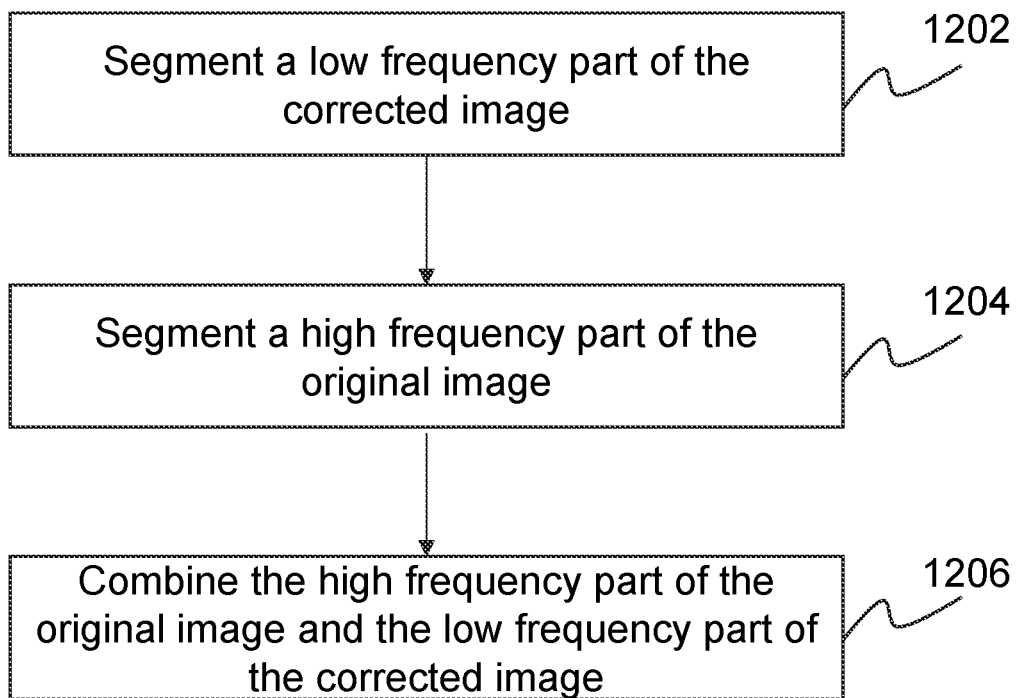 1202
Segment a low frequency part of the
corrected image
1204
Segment a high frequency part of the
original image
1206
Combine the high frequency part of the
original image and the low frequency part of
the corrected image